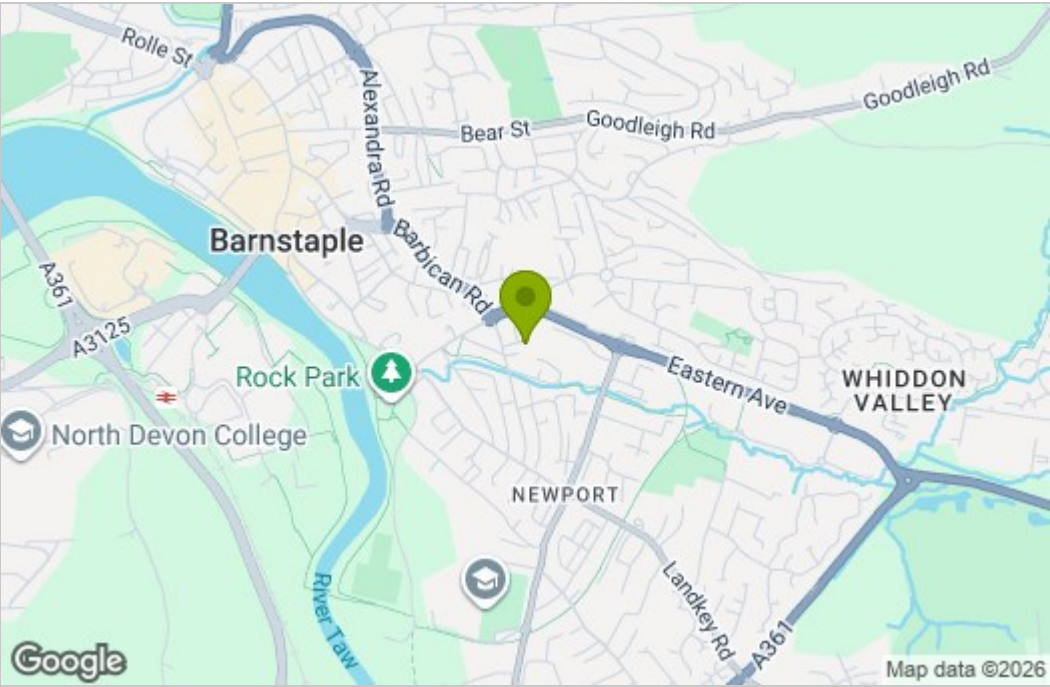 Rolle St
Alexandra Rd
Bear St
Goodleigh Rd
Goodleigh Rd
Barnstaple
Barbican Rd
A361
A3125
Rock Park
Eastern Ave
WHIDDON
VALLEY
North Devon College
NEWPORT
River Taw
Landkey Rd
A361
Google
Map data ©2026